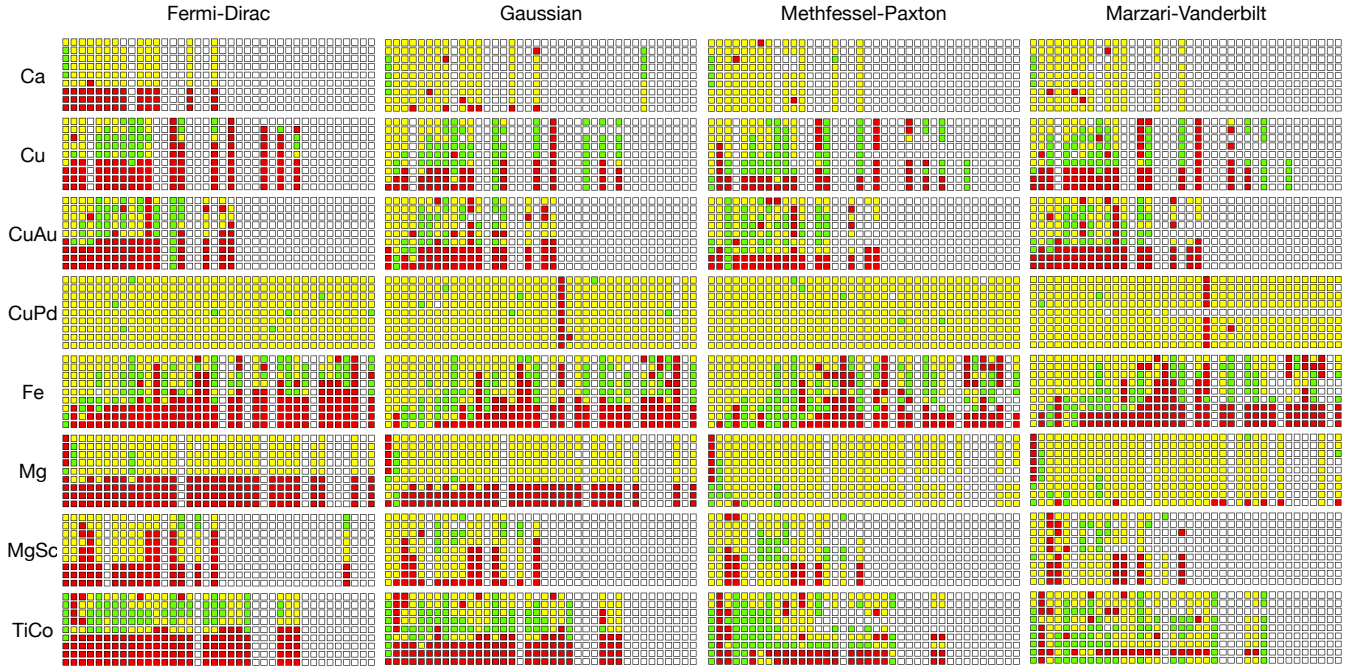 Fermi-Dirac Gaussian Methfessel-Paxton Marzari-Vanderbilt
Ca
Cu
CuAu
CuPd
Fe
Mg
MgSc
TiCo